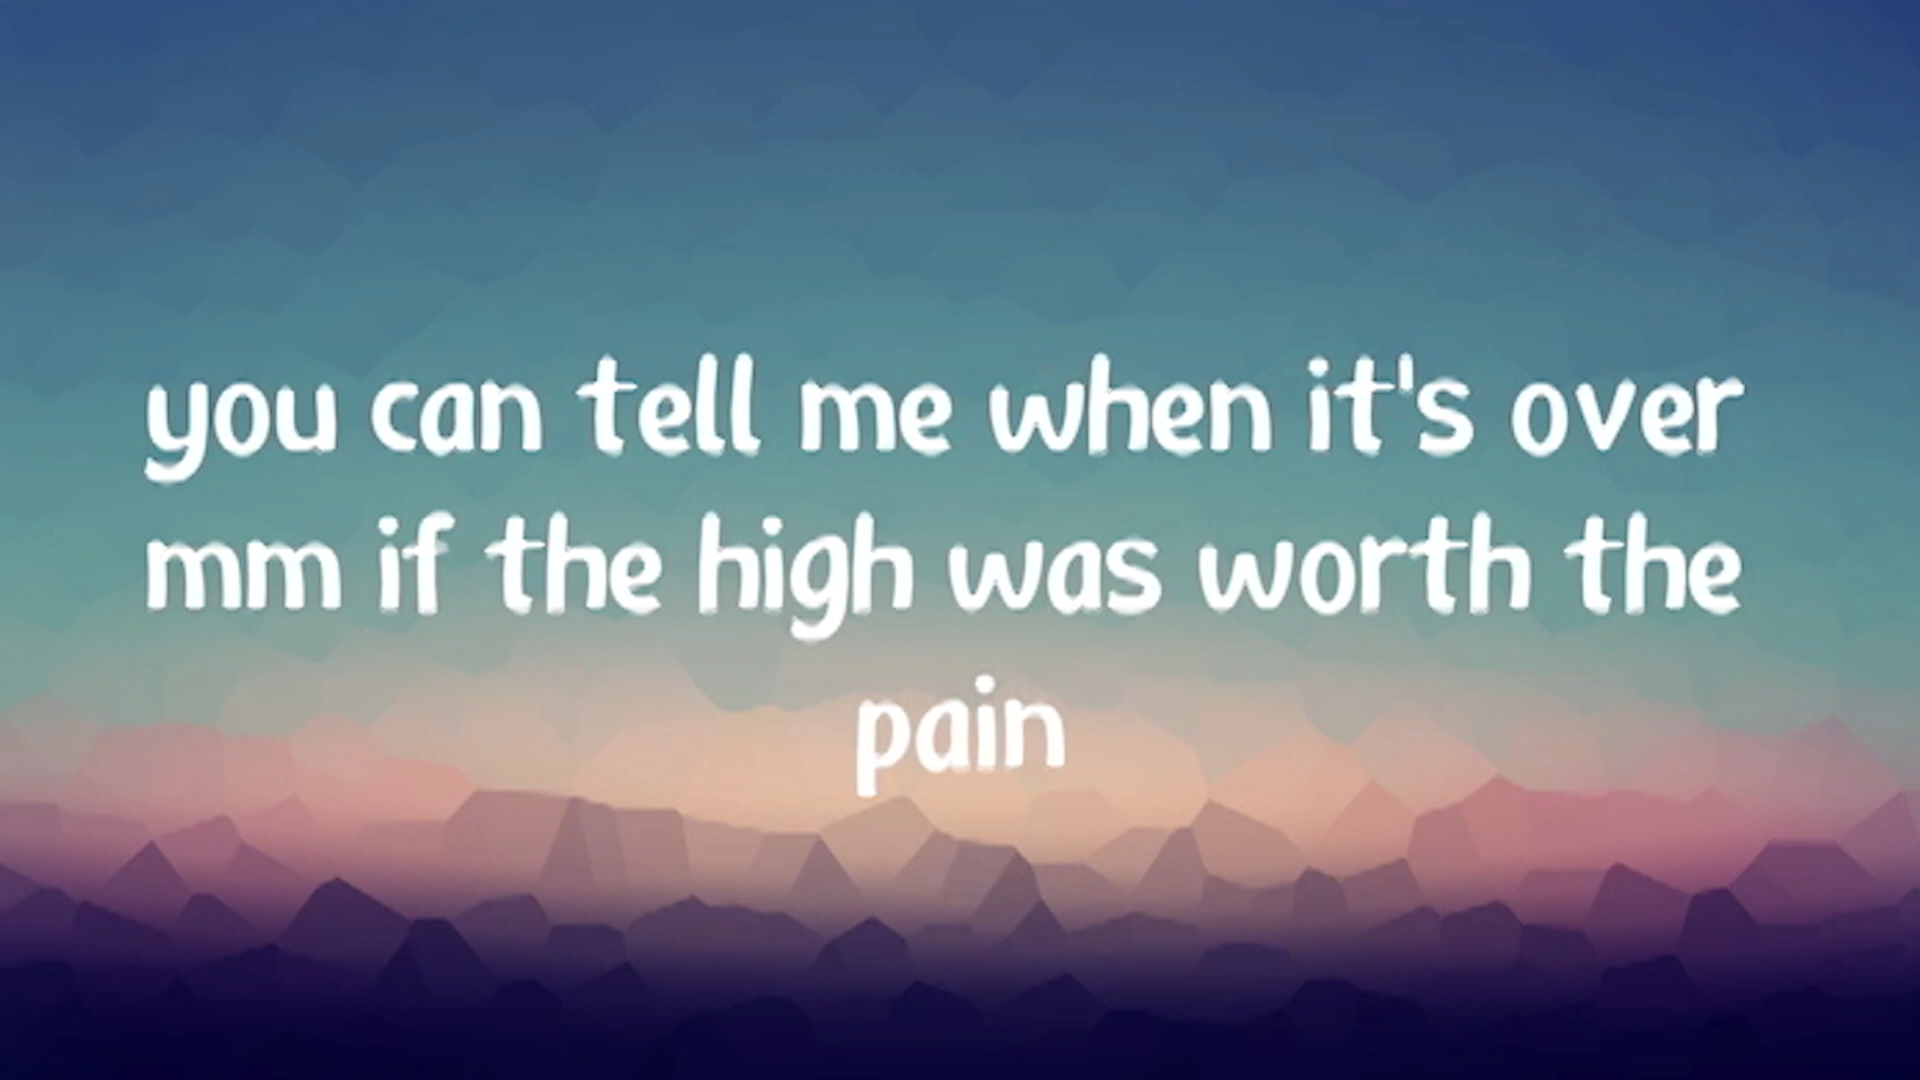 you can tell me when it's over
mm if the high was worth the
pain